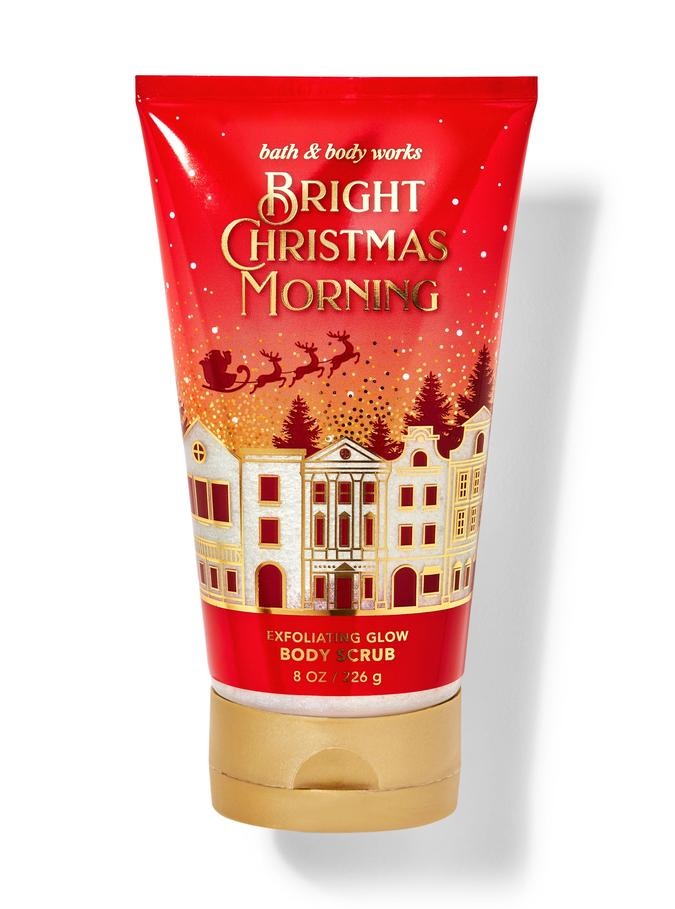 bath & body works
BRIGHT
CHRISTMAS
MORNING
EXFOLIATING GLOW
BODY SCRUB
8 OZ / 226 g